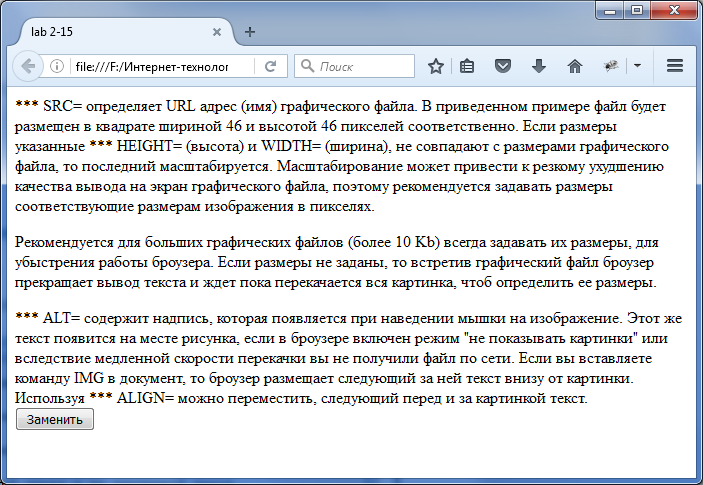 lab 2-15
file:///F:/Интернет-технолог
Поиск
*** SRC= определяет URL адрес (имя) графического файла. В приведенном примере файл будет
размещен в квадрате шириной 46 и высотой 46 пикселей соответственно. Если размеры
указанные *** HEIGHT= (высота) и WIDTH= (ширина), не совпадают с размерами графического
файла, то последний масштабируется. Масштабирование может привести к резкому ухудшению
качества вывода на экран графического файла, поэтому рекомендуется задавать размеры
соответствующие размерам изображения в пикселях.
Рекомендуется для больших графических файлов (более 10 Kb) всегда задавать их размеры, для
убыстрения работы броузера. Если размеры не заданы, то встретив графический файл броузер
прекращает вывод текста и ждет пока перекачается вся картинка, чтоб определить ее размеры.
*** ALT= содержит надпись, которая появляется при наведении мышки на изображение. Этот же
текст появится на месте рисунка, если в броузере включен режим "не показывать картинки" или
вследствие медленной скорости перекачки вы не получили файл по сети. Если вы вставляете
команду IMG в документ, то броузер размещает следующий за ней текст внизу от картинки.
Используя *** ALIGN= можно переместить, следующий перед и за картинкой текст.
Заменить